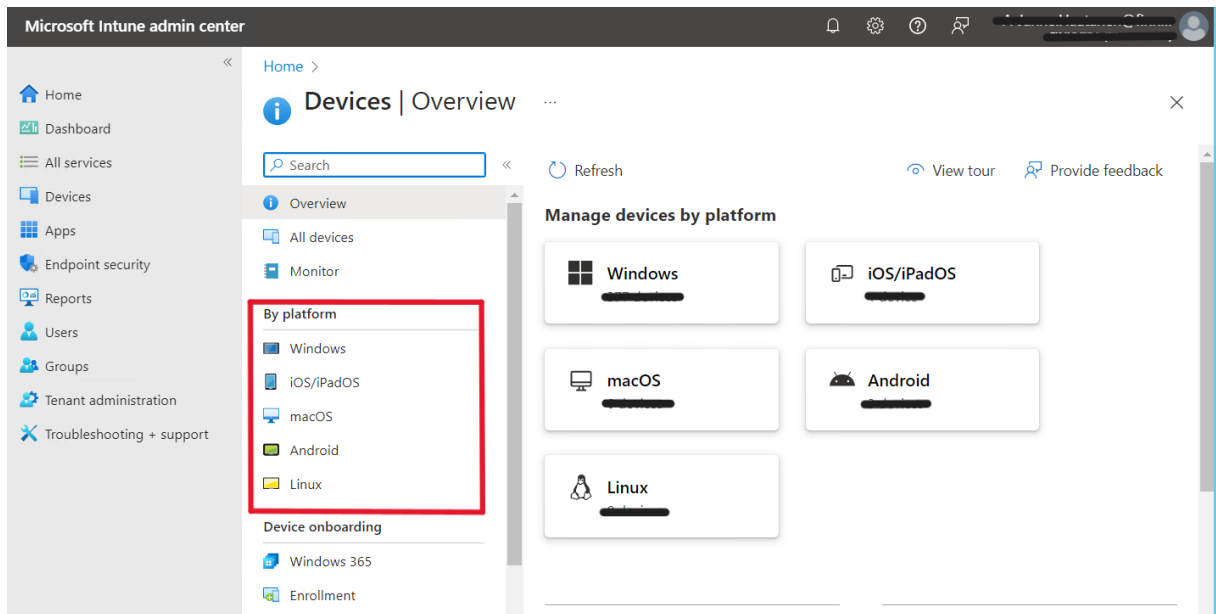 Microsoft Intune admin center
Home
Dashboard
All services
Devices
Apps
Endpoint security
Reports
Users
Groups
Tenant administration
Troubleshooting + support
Home >
Devices | Overview ...
Search
Overview
All devices
Monitor
By platform
Windows
iOS/iPadOS
macOS
Android
Linux
Device onboarding
Windows 365
Enrollment
Refresh
View tour
Provide feedback
Manage devices by platform
Windows
iOS/iPadOS
macOS
Android
Linux